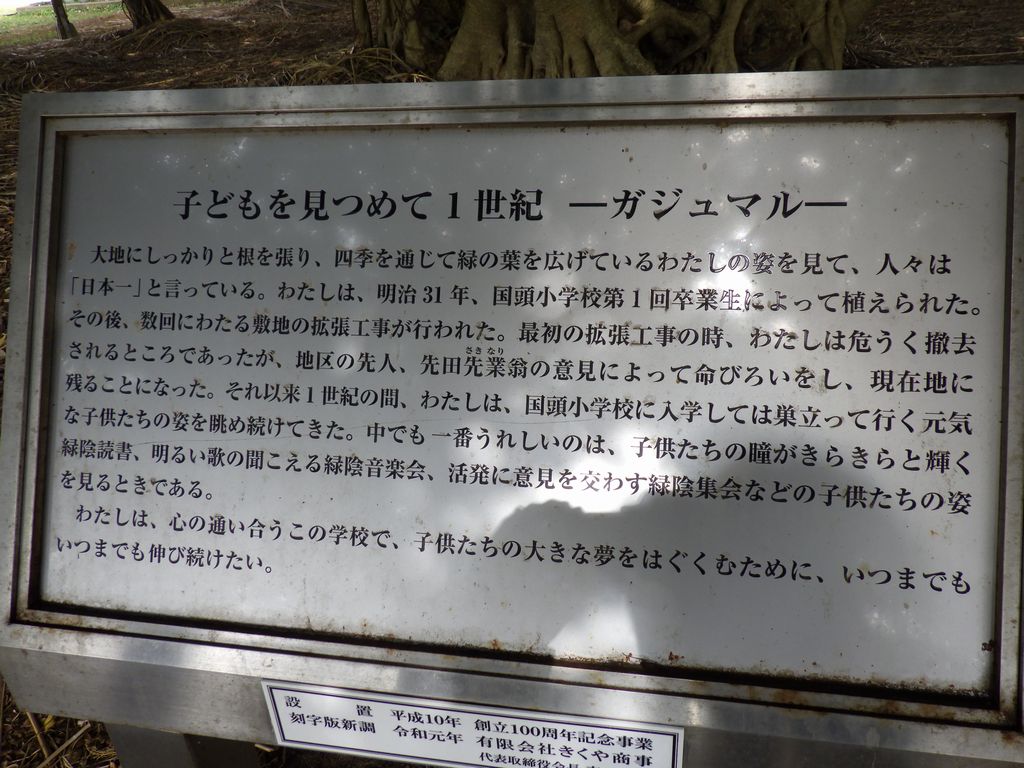 子どもを見つめて1世紀 ―ガジュマル―
大地にしっかりと根を張り、四季を通じて緑の葉を広げているわたしの姿を見て、人々は
「日本一」と言っている。わたしは、明治31年、国頭小学校第1回卒業生によって植えられた。
その後、数回にわたる敷地の拡張工事が行われた。最初の拡張工事の時、わたしは危うく撤去
されるところであったが、地区の先人、先田先業翁の意見によって命びろいをし、現在地に
さき なり
残ることになった。それ以来1世紀の間、わたしは、国頭小学校に入学しては巣立って行く元気
な子供たちの姿を眺め続けてきた。中でも一番うれしいのは、子供たちの瞳がきらきらと輝く
緑陰読書、明るい歌の聞こえる緑陰音楽会、活発に意見を交わす緑陰集会などの子供たちの姿
を見るときである。
わたしは、心の通い合うこの学校で、子供たちの大きな夢をはぐくむために、いつまでも
いつまでも伸び続けたい。
設 置 平成10年 創立100周年記念事業
刻字版新調 令和元年 有限会社きくや商事
代表取締役会長